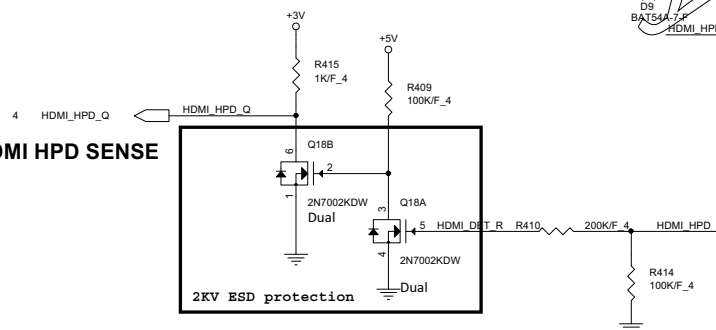 D9
BAT54A-7-F
+3V
HDMI_HP
+5V
R415
1K/F_4
R409
100K/F_4
4 HDMI_HPD_Q HDMI_HPD_Q
DMI HPD SENSE
6 Q18B
2
1 2N7002KDW
Dual
3 Q18A
5 HDMI_DET_R R410 200K/F_4 HDMI_HPD
4
2N7002KDW
R414
100K/F_4
Dual
2KV ESD protection